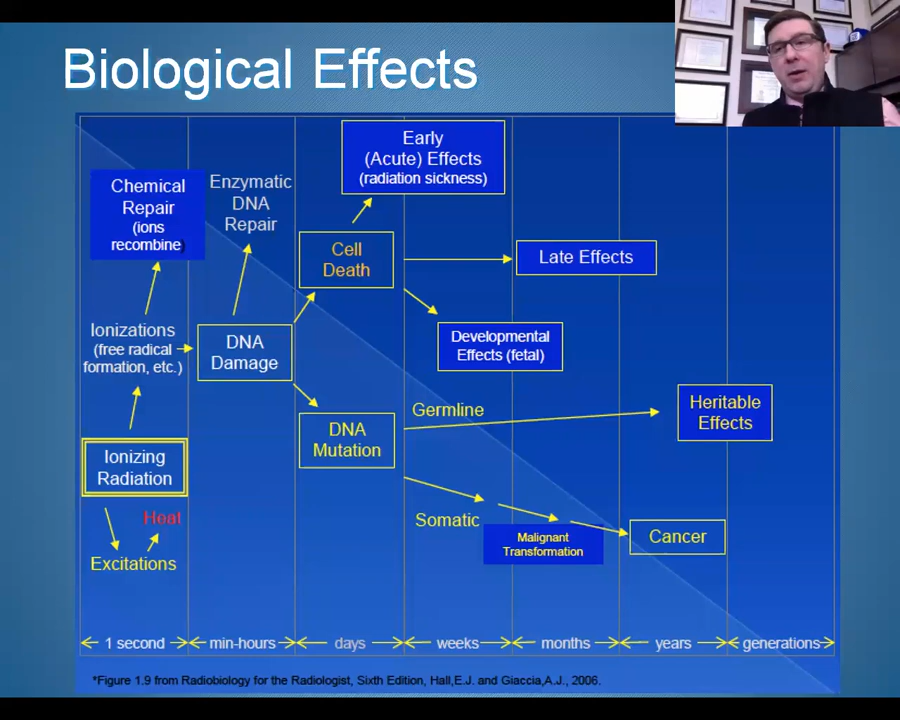 Biological Effects
Early
(Acute) Effects
(radiation sickness)
Chemical
Repair
(ions
recombine)
Enzymatic
DNA
Repair
Cell
Death
Late Effects
Ionizations
(free radical
formation, etc.)
DNA
Damage
Developmental
Effects (fetal)
Heritable
Effects
Germline
DNA
Mutation
Ionizing
Radiation
Heat
Excitations
Somatic
Malignant
Transformation
Cancer
1 second
min-hours
days
weeks
months
years
generations
*Figure 1.9 from Radiobiology for the Radiologist, Sixth Edition, Hall,E.J. and Giaccia,A.J., 2006.